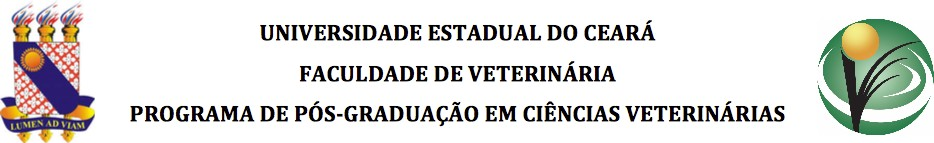 UNIVERSIDADE ESTADUAL DO CEARÁ
FACULDADE DE VETERINÁRIA
PROGRAMA DE PÓS-GRADUAÇÃO EM CIÊNCIAS VETERINÁRIAS
LUMEN AD VIAM